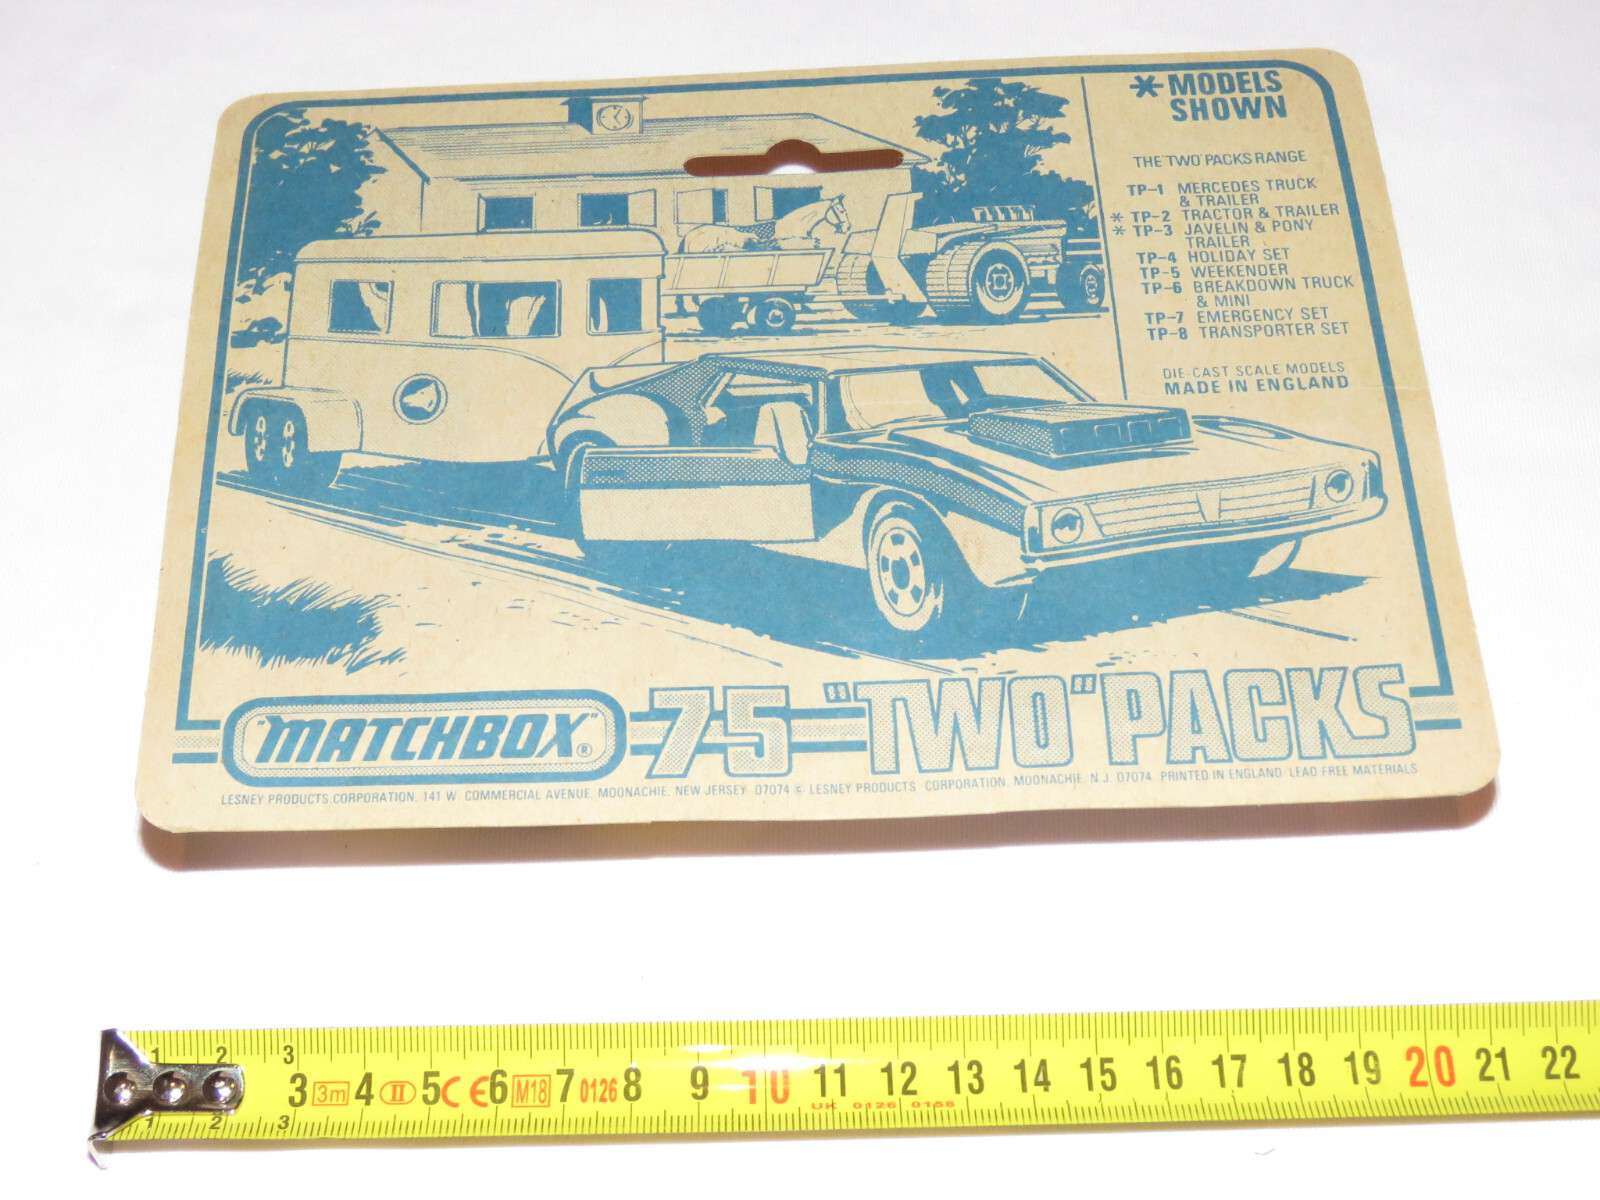 * MODELS
SHOWN
THE "TWO" PACKS RANGE
TP-1 MERCEDES TRUCK
& TRAILER
* TP-2 TRACTOR & TRAILER
* TP-3 JAVELIN & PONY
TRAILER
TP-4 HOLIDAY SET
TP-5 WEEKENDER
TP-6 BREAKDOWN TRUCK
& MINI
TP-7 EMERGENCY SET
TP-8 TRANSPORTER SET
DIE-CAST SCALE MODELS
MADE IN ENGLAND
"MATCHBOX"® 75 "TWO" PACKS
LESNEY PRODUCTS CORPORATION, 141 W. COMMERCIAL AVENUE, MOONACHIE, NEW JERSEY 07074 © LESNEY PRODUCTS CORPORATION, MOONACHIE, N.J. 07074 PRINTED IN ENGLAND LEAD FREE MATERIALS
1 2 3
3 3m 4 II 5 CE 6 M18 7 0126 8 9 10 11 12 13 14 15 16 17 18 19 20 21 22
UK 0126 0158
1 2 3